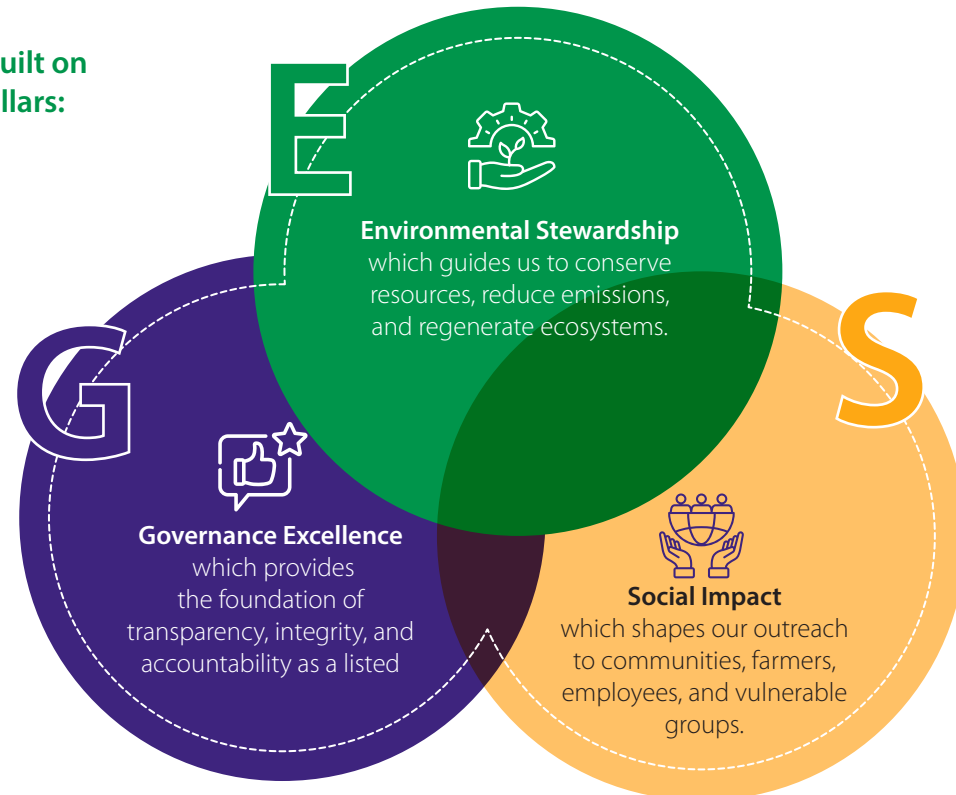 uilt on
llars:
E
Environmental Stewardship
which guides us to conserve
resources, reduce emissions,
and regenerate ecosystems.
G
Governance Excellence
which provides
the foundation of
transparency, integrity, and
accountability as a listed
S
Social Impact
which shapes our outreach
to communities, farmers,
employees, and vulnerable
groups.